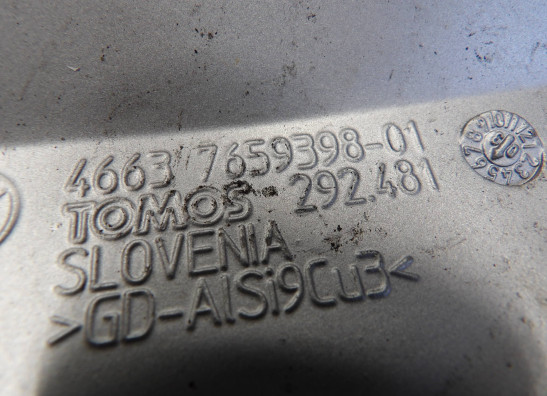 4663 7659398-01
TOMOS 292.481
SLOVENIA
>GD-AlSi9Cu3<